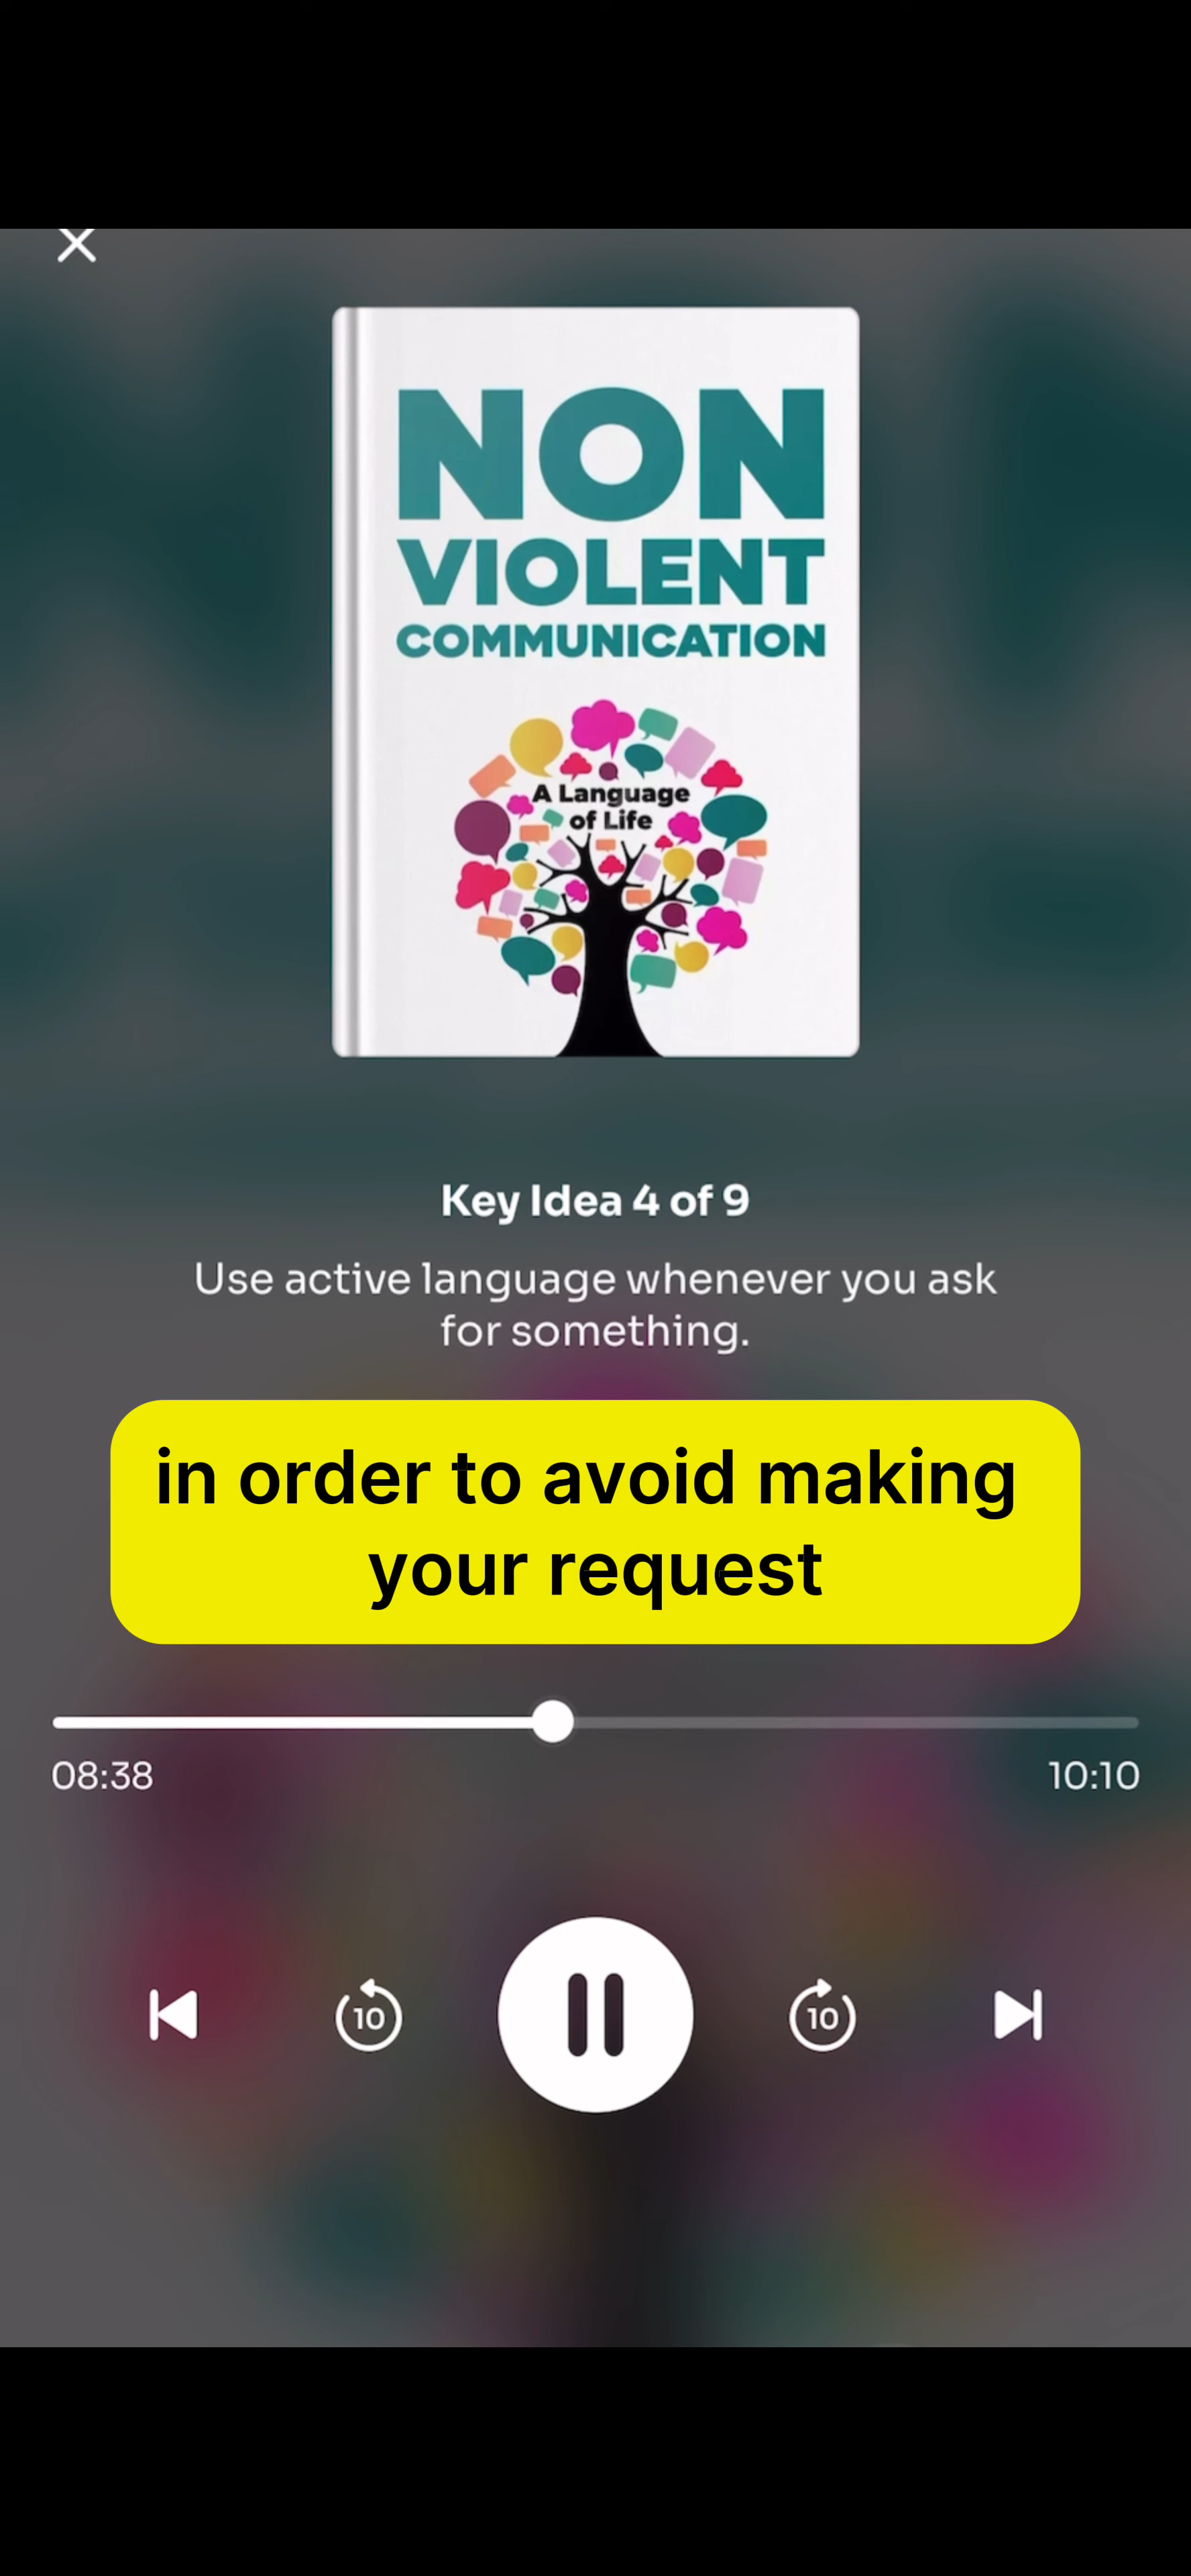 NON
VIOLENT
COMMUNICATION
A Language
of Life
Key Idea 4 of 9
Use active language whenever you ask
for something.
in order to avoid making
your request
08:38 10:10
10 10